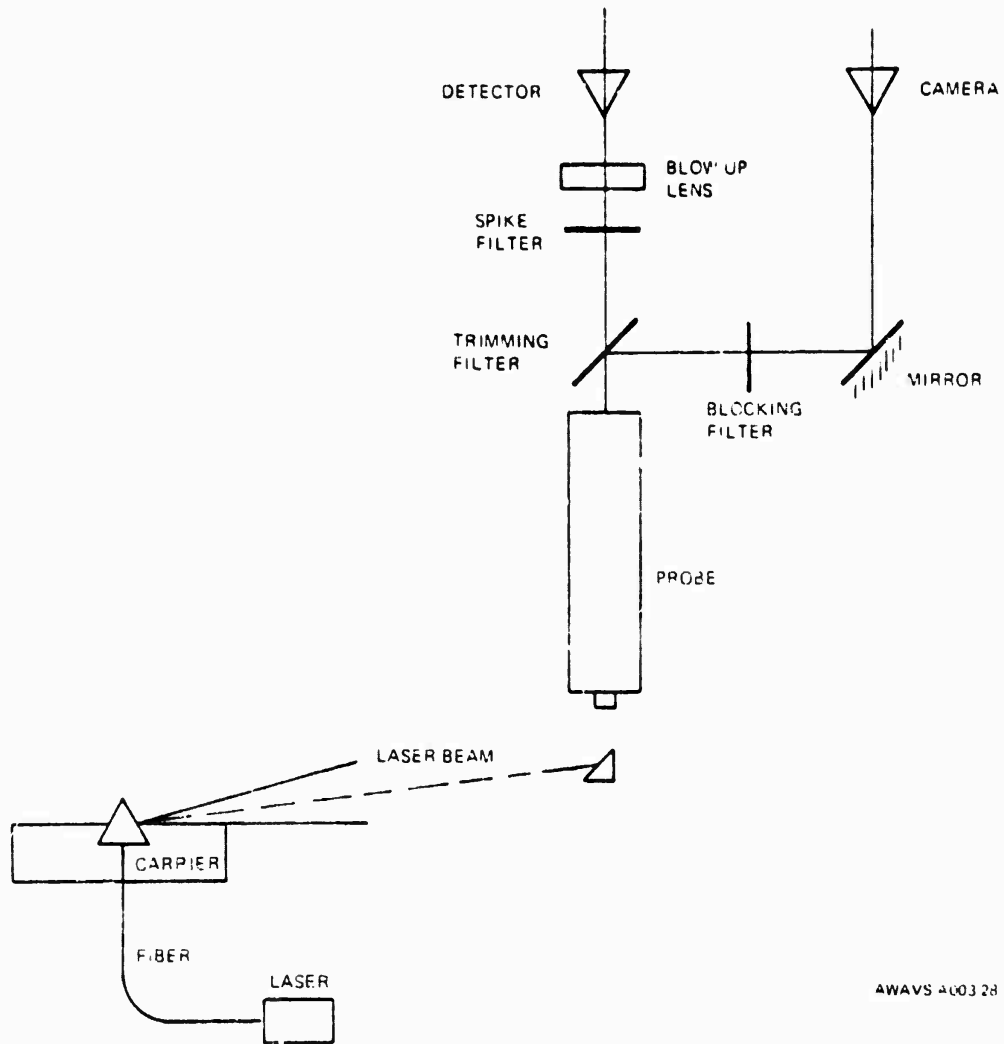 DETECTOR
CAMERA
BLOW UP
LENS
SPIKE
FILTER
TRIMMING
FILTER
MIRROR
BLOCKING
FILTER
PROBE
LASER BEAM
CARPIER
FIBER
LASER
AWAVS A003 28